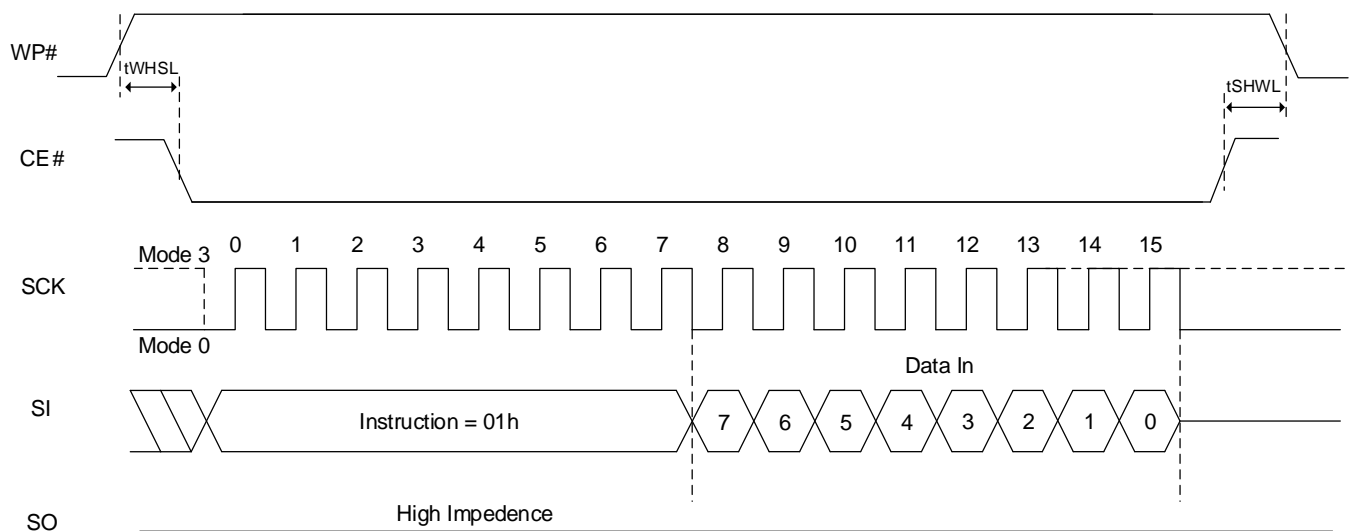 WP#
tWHSL
tSHWL
CE#
0 1 2 3 4 5 6 7 8 9 10 11 12 13 14 15
Mode 3
SCK
Mode 0
Data In
SI
Instruction = 01h
7 6 5 4 3 2 1 0
High Impedence
SO